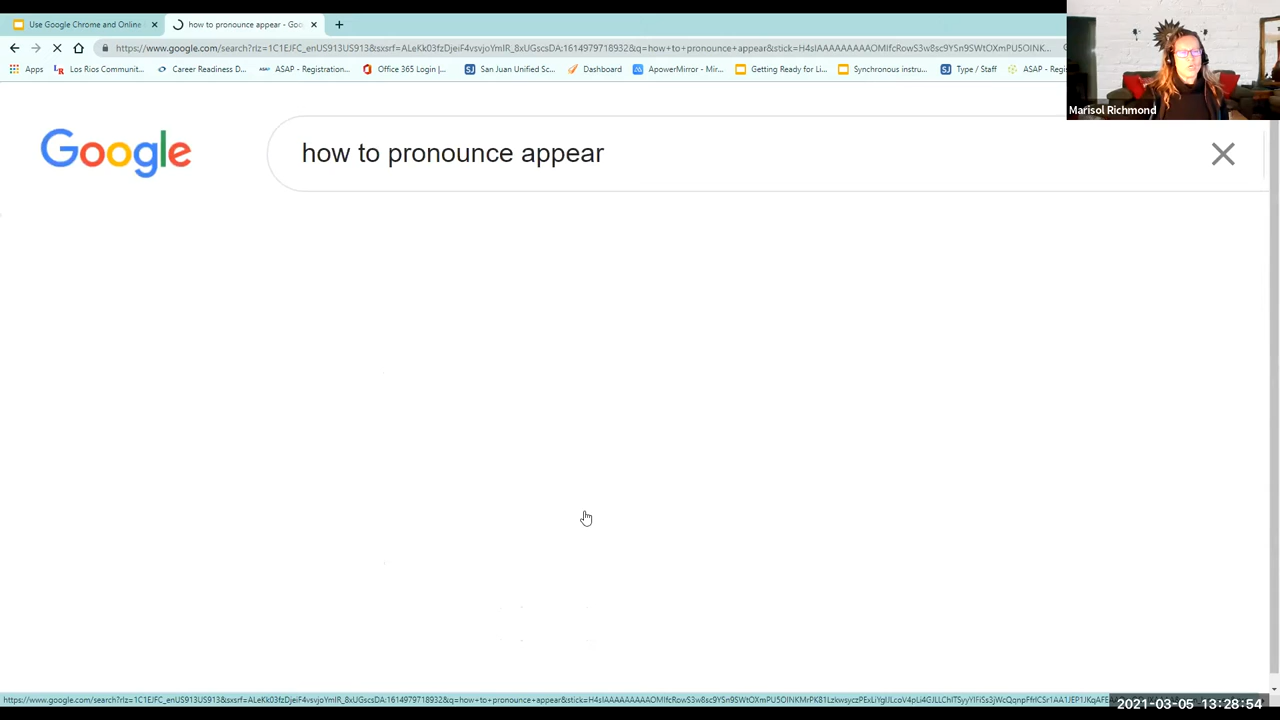 Use Google Chrome and Online
how to pronounce appear - Goo
Apps
Los Rios Communit...
Career Readiness D...
ASAP - Registration...
Office 365 Login |...
San Juan Unified Sc...
Dashboard
ApowerMirror - Mir...
Getting Ready for Li...
Synchronous instru...
Type / Staff
ASAP - Regis
Marisol Richmond
Google
how to pronounce appear
2021-03-05 13:28:54